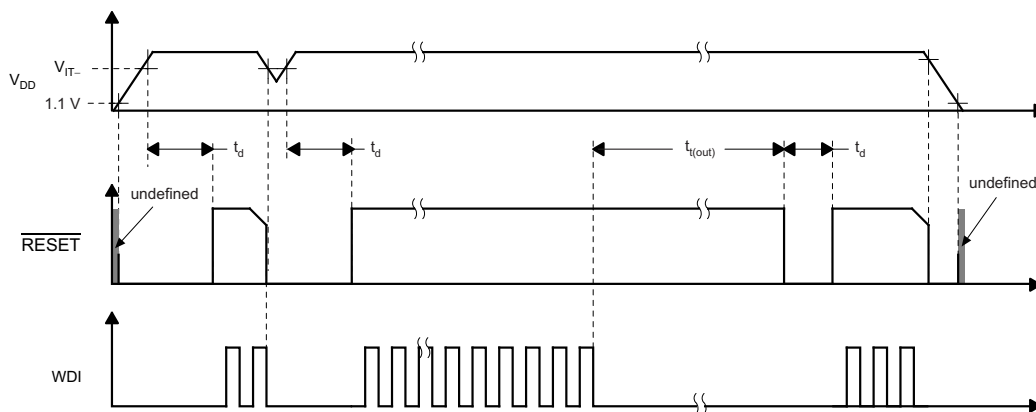 V_IT–
V_DD
1.1 V
t_d
t_d
t_t(out)
t_d
undefined
undefined
RESET
WDI